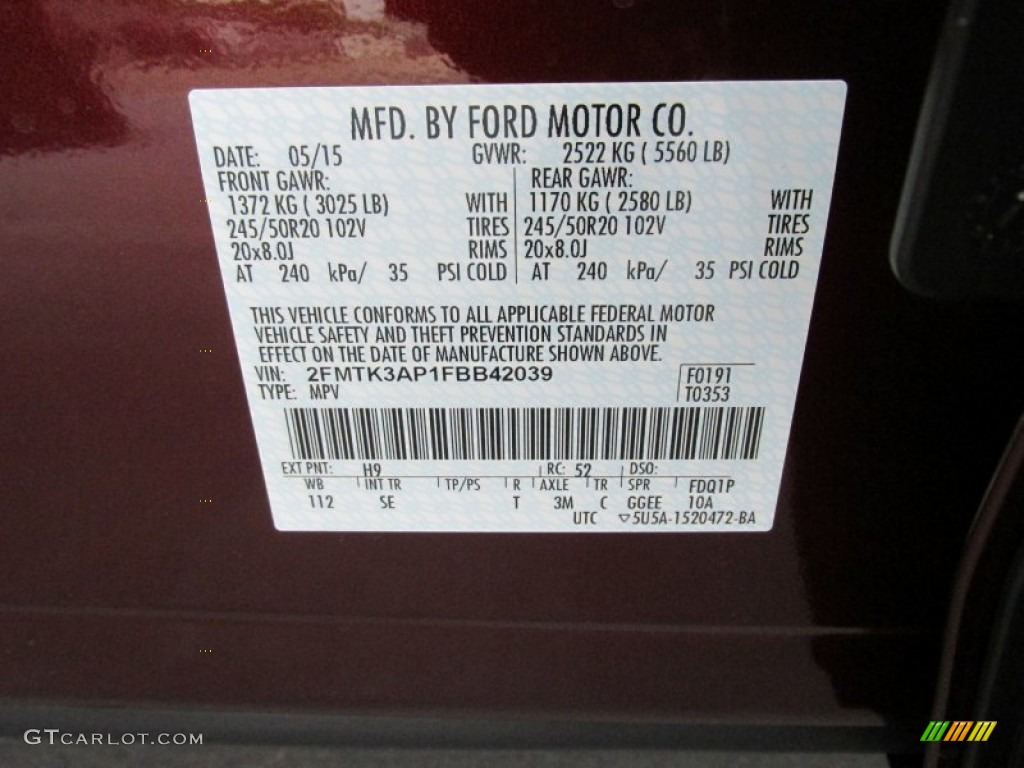 MFD. BY FORD MOTOR CO.
DATE: 05/15 GVWR: 2522 KG ( 5560 LB)
FRONT GAWR: REAR GAWR:
1372 KG ( 3025 LB) WITH 1170 KG ( 2580 LB) WITH
245/50R20 102V TIRES 245/50R20 102V TIRES
20x8.0J RIMS 20x8.0J RIMS
AT 240 kPa/ 35 PSI COLD AT 240 kPa/ 35 PSI COLD
THIS VEHICLE CONFORMS TO ALL APPLICABLE FEDERAL MOTOR
VEHICLE SAFETY AND THEFT PREVENTION STANDARDS IN
EFFECT ON THE DATE OF MANUFACTURE SHOWN ABOVE.
VIN: 2FMTK3AP1FBB42039 F0191
TYPE: MPV T0353
EXT PNT: H9 RC: 52 DSO:
WB INT TR TP/PS R AXLE TR SPR FDQ1P
112 SE T 3M C GGEE 10A
UTC ▽5U5A-1520472-BA
GTCARLOT.COM